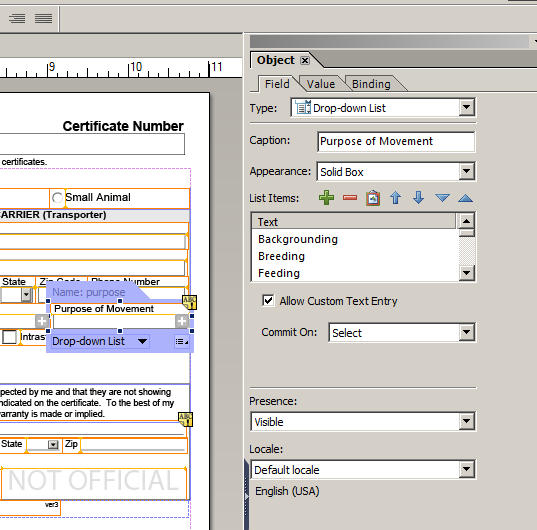 9 10 11
Certificate Number
certificates.
Small Animal
ARRIER (Transporter)
State Zip Code Phone Number
Name: purpose
ABC
Purpose of Movement
Intras
Drop-down List
pected by me and that they are not showing
ndicated on the certificate. To the best of my
varranty is made or implied.
ABC
State Zip
NOT OFFICIAL
ver3
Object
Field Value Binding
Type: Drop-down List
Caption: Purpose of Movement
Appearance: Solid Box
List Items:
Text
Backgrounding
Breeding
Feeding
Allow Custom Text Entry
Commit On: Select
Presence:
Visible
Locale:
Default locale
English (USA)